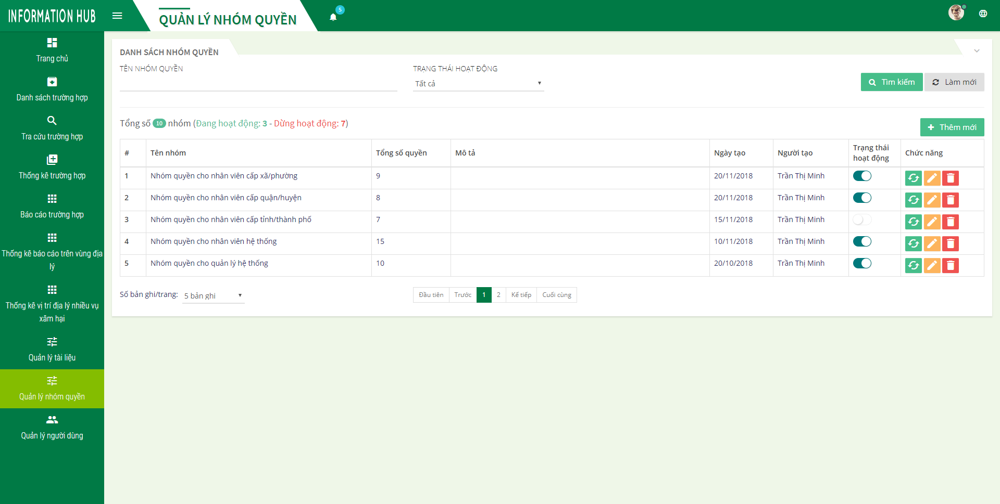 INFORMATION HUB
QUẢN LÝ NHÓM QUYỀN
5
Trang chủ
Danh sách trường hợp
Tra cứu trường hợp
Thống kê trường hợp
Báo cáo trường hợp
Thống kê báo cáo trên vùng địa
lý
Thống kê vị trí địa lý nhiều vụ
xâm hại
Quản lý tài liệu
Quản lý nhóm quyền
Quản lý người dùng
DANH SÁCH NHÓM QUYỀN
TÊN NHÓM QUYỀN
TRẠNG THÁI HOẠT ĐỘNG
Tất cả
Tìm kiếm
Làm mới
Tổng số 10 nhóm (Đang hoạt động: 3 - Dừng hoạt động: 7)
Thêm mới
# Tên nhóm Tổng số quyền Mô tả Ngày tạo Người tạo Trạng thái hoạt động Chức năng
1 Nhóm quyền cho nhân viên cấp xã/phường 9 20/11/2018 Trần Thị Minh
2 Nhóm quyền cho nhân viên cấp quận/huyện 8 20/11/2018 Trần Thị Minh
3 Nhóm quyền cho nhân viên cấp tỉnh/thành phố 7 15/11/2018 Trần Thị Minh
4 Nhóm quyền cho nhân viên hệ thống 15 10/11/2018 Trần Thị Minh
5 Nhóm quyền cho quản lý hệ thống 10 20/10/2018 Trần Thị Minh
Số bản ghi/trang: 5 bản ghi
Đầu tiên Trước 1 2 Kế tiếp Cuối cùng